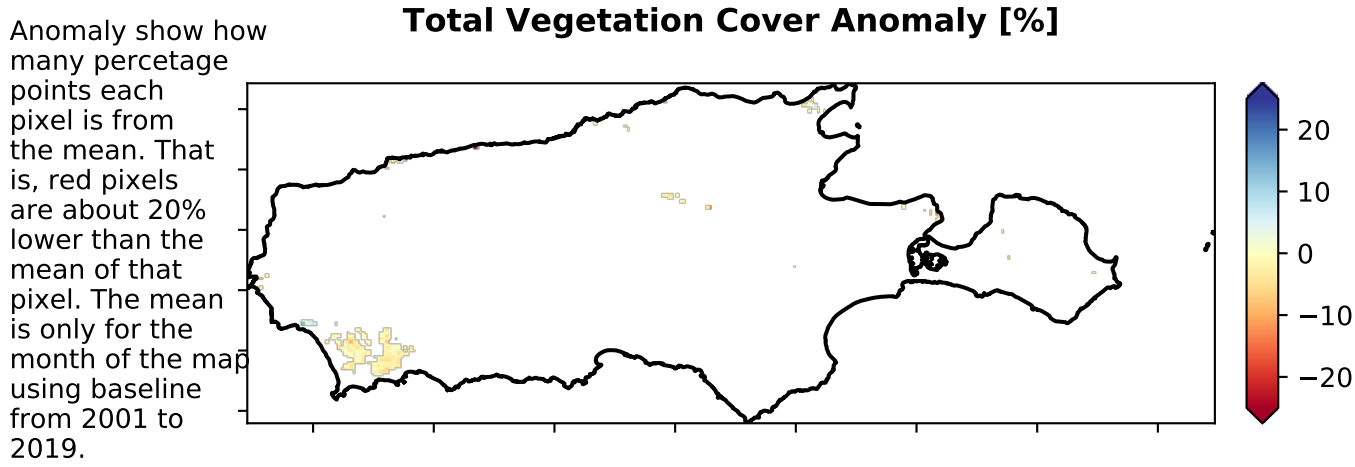 Total Vegetation Cover Anomaly [%]
Anomaly show how
many percetage
points each
pixel is from
the mean. That
is, red pixels
are about 20%
lower than the
mean of that
pixel. The mean
is only for the
month of the map
using baseline
from 2001 to
2019.
20
10
0
−10
−20